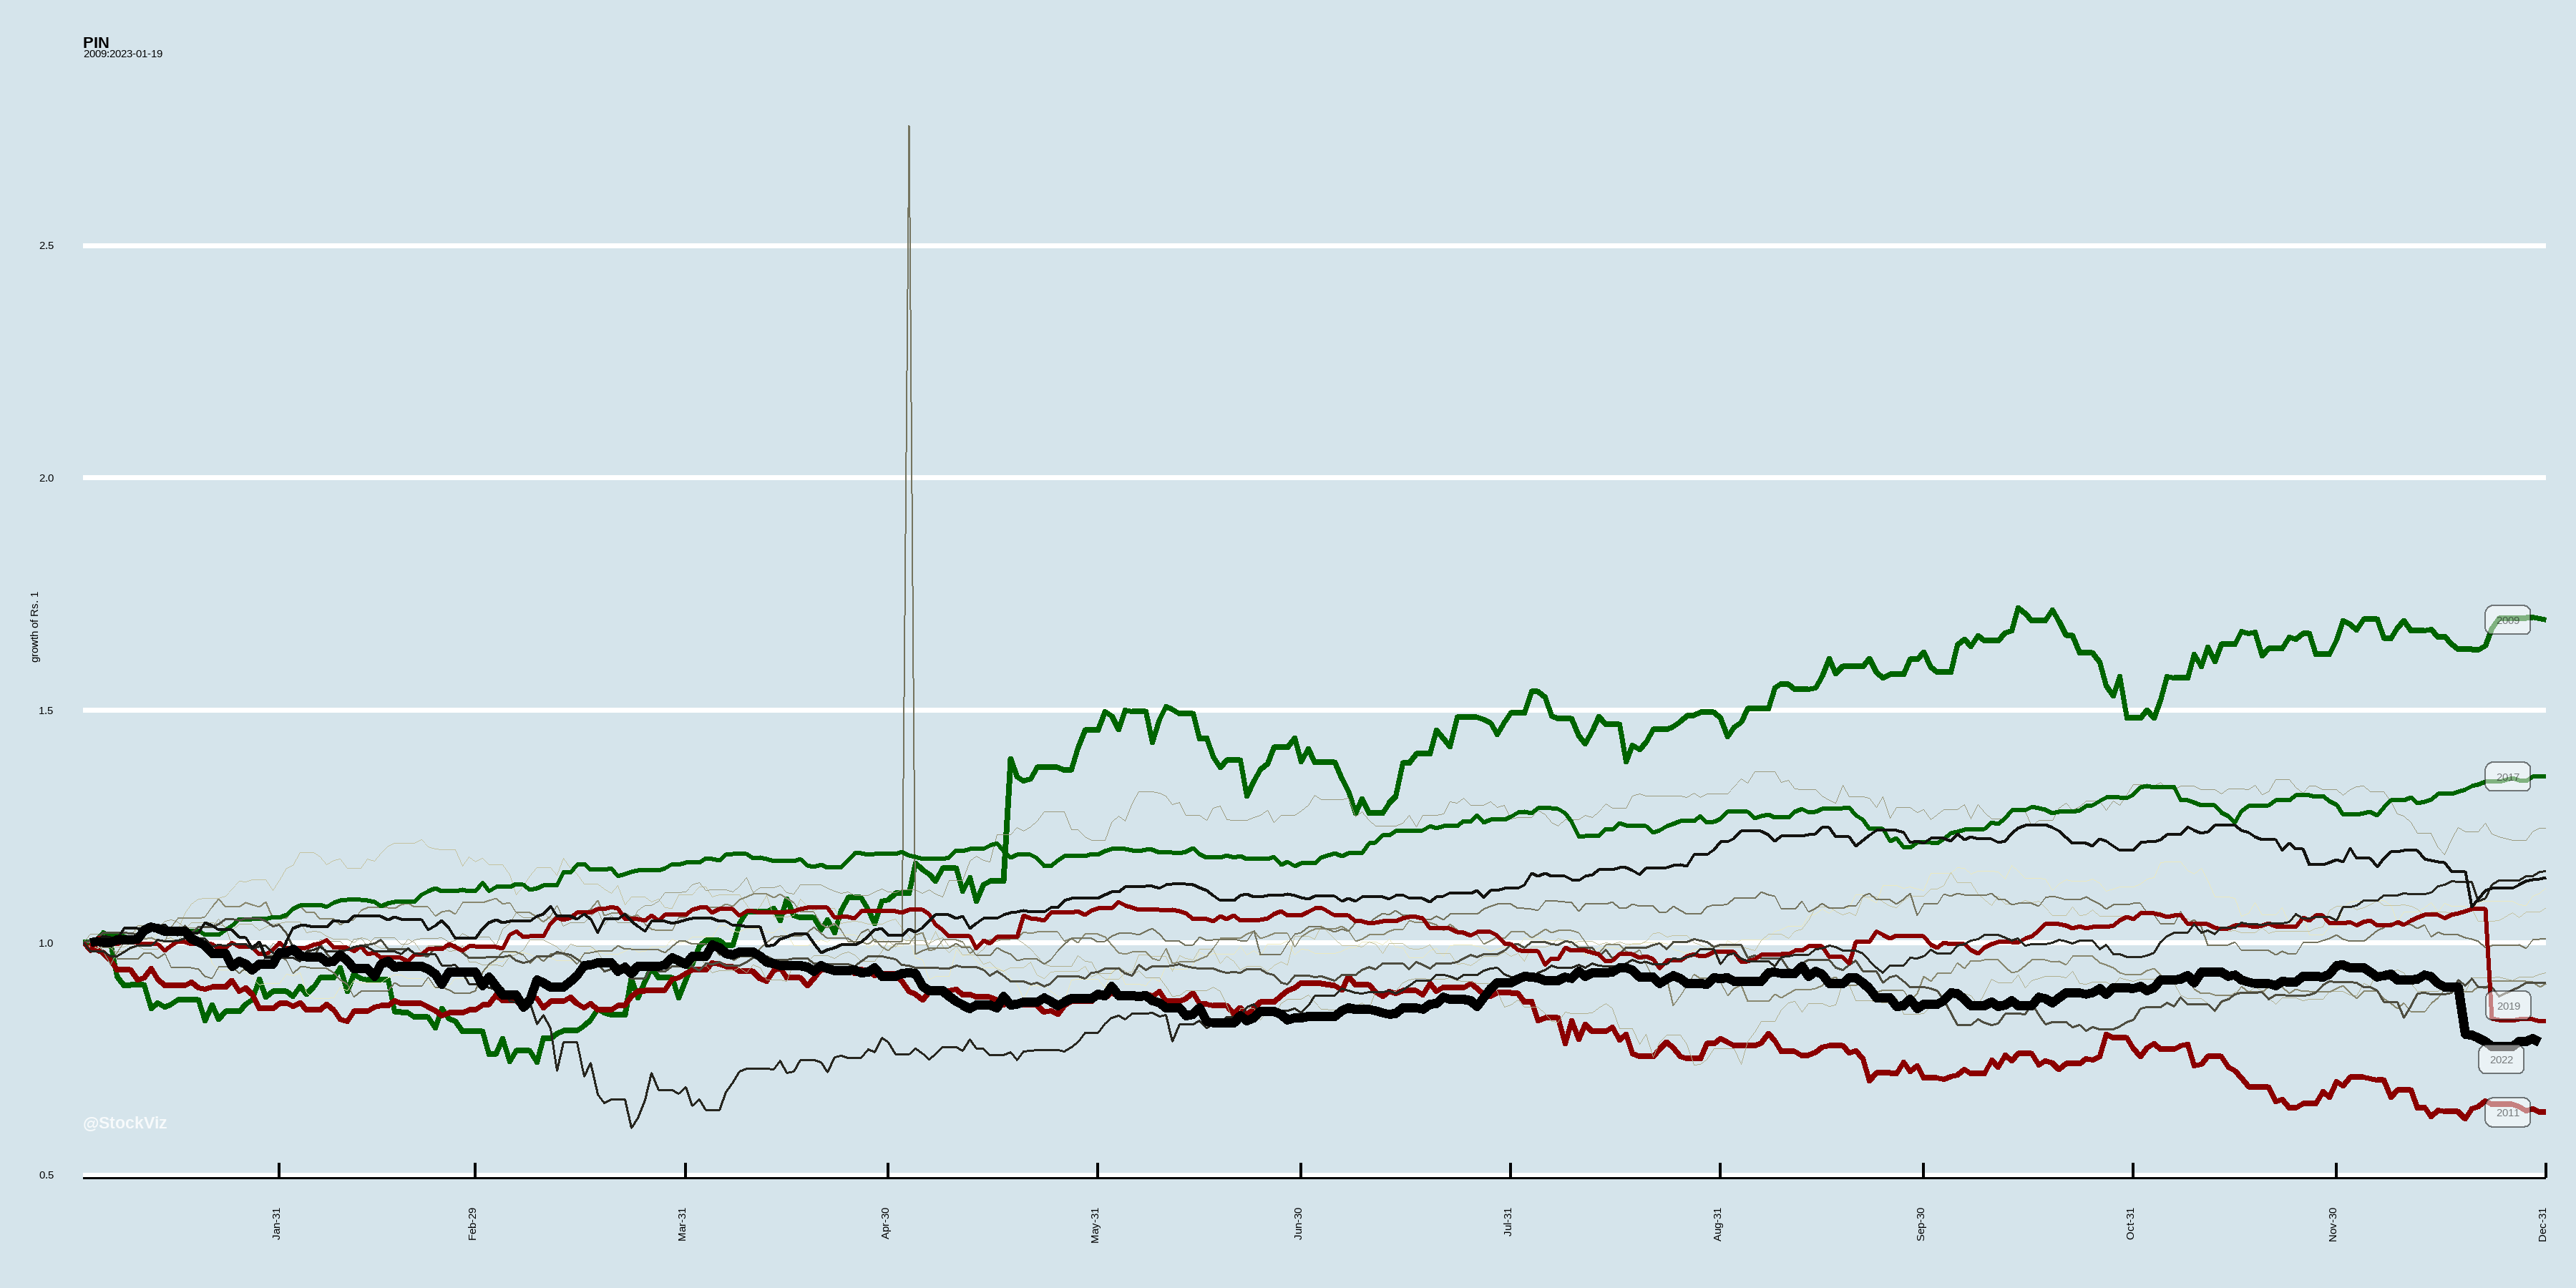 PIN
2009:2023-01-19
2.5
2.0
1.5
1.0
0.5
growth of Rs. 1
2009
2017
2019
2022
2011
@StockViz
Jan-31
Feb-29
Mar-31
Apr-30
May-31
Jun-30
Jul-31
Aug-31
Sep-30
Oct-31
Nov-30
Dec-31